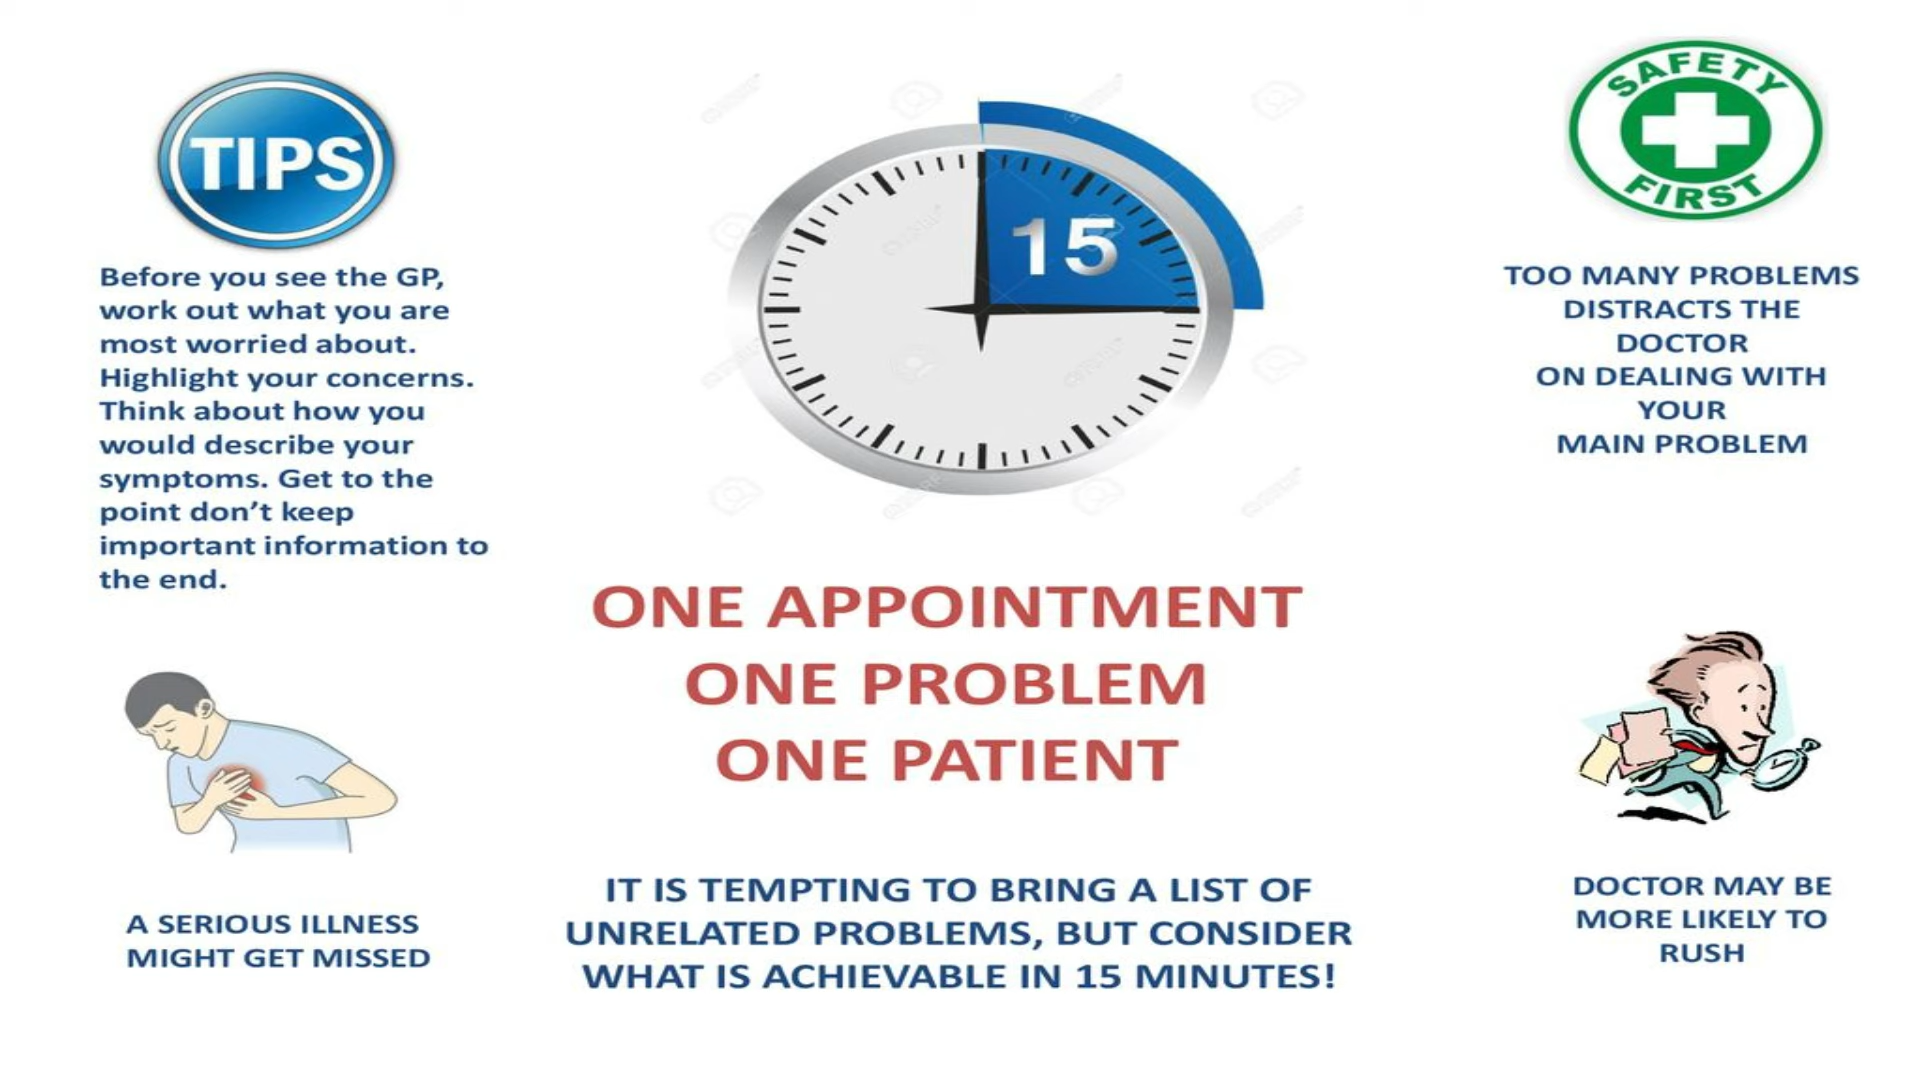 TIPS
Before you see the GP,
work out what you are
most worried about.
Highlight your concerns.
Think about how you
would describe your
symptoms. Get to the
point don't keep
important information to
the end.
A SERIOUS ILLNESS
MIGHT GET MISSED
15
ONE APPOINTMENT
ONE PROBLEM
ONE PATIENT
IT IS TEMPTING TO BRING A LIST OF
UNRELATED PROBLEMS, BUT CONSIDER
WHAT IS ACHIEVABLE IN 15 MINUTES!
SAFETY
FIRST
TOO MANY PROBLEMS
DISTRACTS THE
DOCTOR
ON DEALING WITH
YOUR
MAIN PROBLEM
DOCTOR MAY BE
MORE LIKELY TO
RUSH